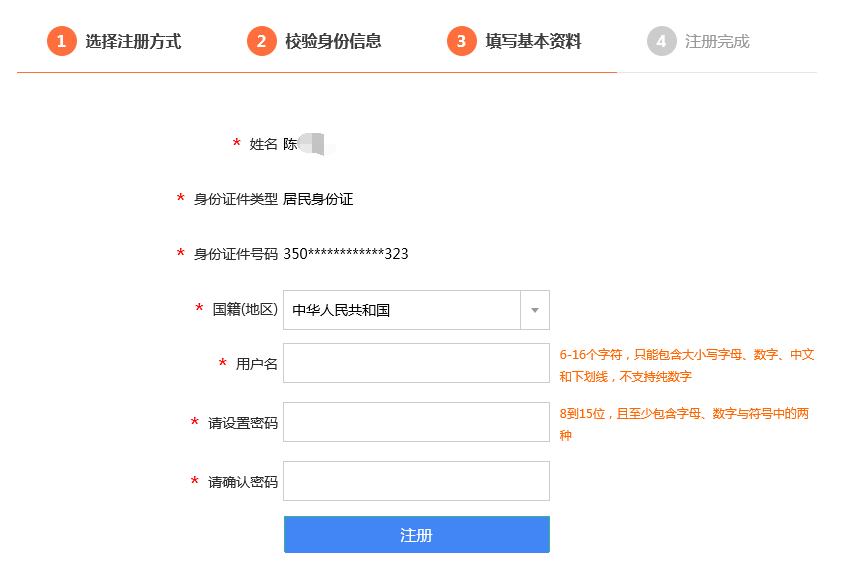 1 选择注册方式 2 校验身份信息 3 填写基本资料 4 注册完成
* 姓名 陈
* 身份证件类型 居民身份证
* 身份证件号码 350************323
* 国籍(地区) 中华人民共和国
* 用户名 6-16个字符，只能包含大小写字母、数字、中文
和下划线，不支持纯数字
* 请设置密码 8到15位，且至少包含字母、数字与符号中的两
种
* 请确认密码
注册